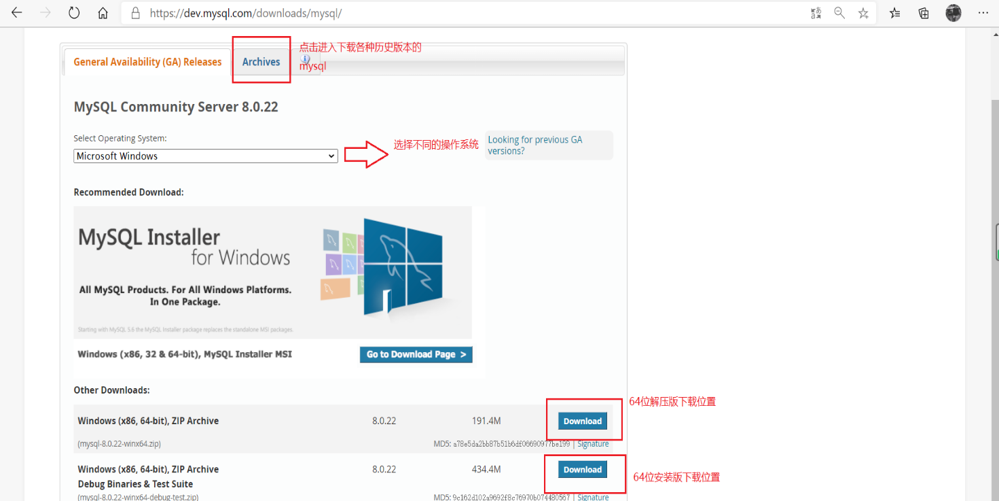 https://dev.mysql.com/downloads/mysql/
General Availability (GA) Releases
Archives
点击进入下载各种历史版本的
mysql
MySQL Community Server 8.0.22
Select Operating System:
Microsoft Windows
选择不同的操作系统
Looking for previous GA
versions?
Recommended Download:
MySQL Installer
for Windows
All MySQL Products. For All Windows Platforms.
In One Package.
Starting with MySQL 5.6 the MySQL Installer package replaces the standalone MSI packages.
Windows (x86, 32 & 64-bit), MySQL Installer MSI
Go to Download Page >
Other Downloads:
64位解压版下载位置
Windows (x86, 64-bit), ZIP Archive
8.0.22
191.4M
Download
(mysql-8.0.22-winx64.zip)
MD5: a78e5da2bb87b51b6df06690977be199 | Signature
Windows (x86, 64-bit), ZIP Archive
Debug Binaries & Test Suite
8.0.22
434.4M
Download
64位安装版下载位置
(mysql-8.0.22-winx64-debug-test.zip)
MD5: 9c162d102a9692f8c76970b074480567 | Signature